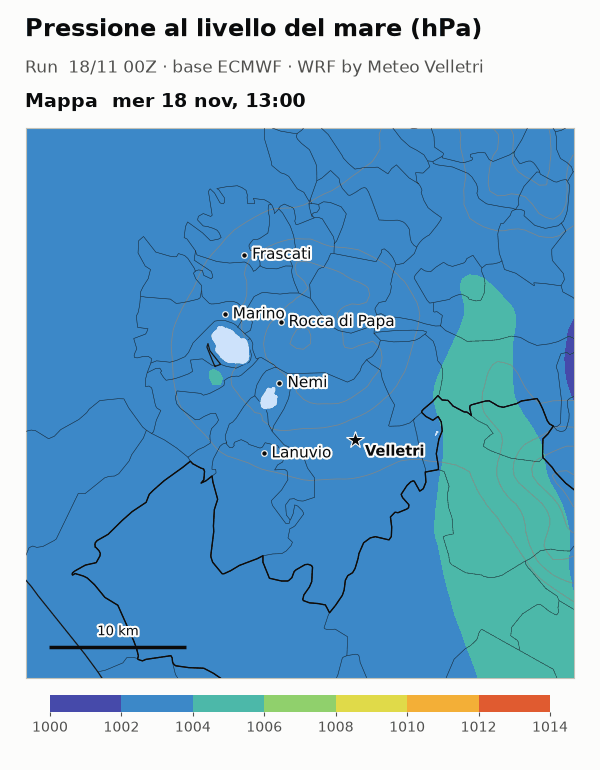 Pressione al livello del mare (hPa)
Run  18/11 00Z · base ECMWF · WRF by Meteo Velletri
Mappa  mer 18 nov, 13:00
Frascati
Marino
Rocca di Papa
Nemi
Velletri
Lanuvio
10 km
1000 1002 1004 1006 1008 1010 1012 1014